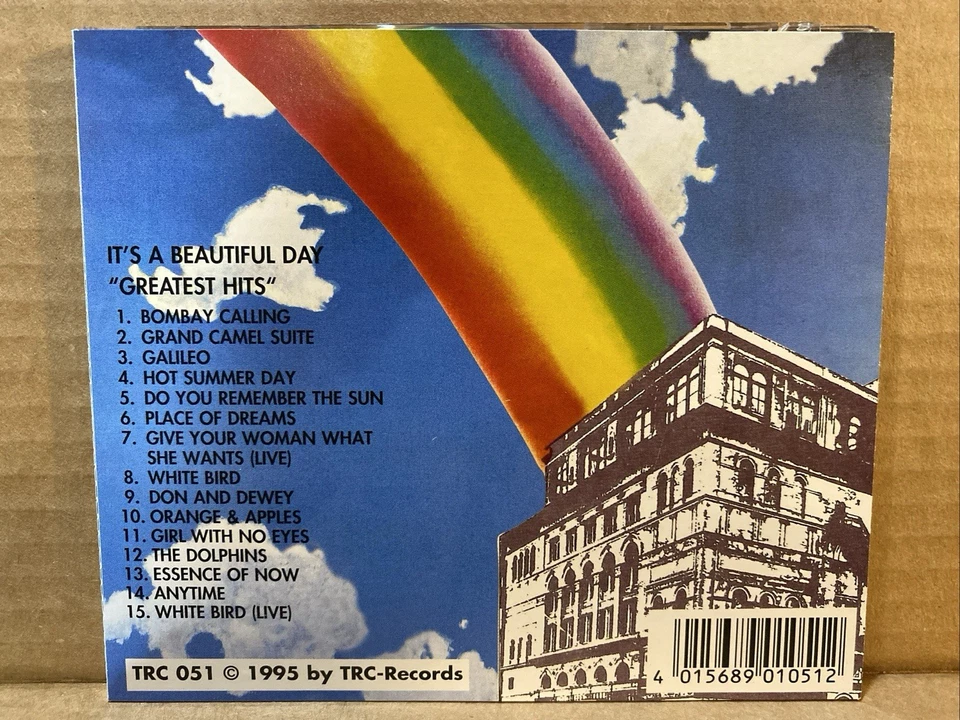 IT'S A BEAUTIFUL DAY
"GREATEST HITS"
1. BOMBAY CALLING
2. GRAND CAMEL SUITE
3. GALILEO
4. HOT SUMMER DAY
5. DO YOU REMEMBER THE SUN
6. PLACE OF DREAMS
7. GIVE YOUR WOMAN WHAT
SHE WANTS (LIVE)
8. WHITE BIRD
9. DON AND DEWEY
10. ORANGE & APPLES
11. GIRL WITH NO EYES
12. THE DOLPHINS
13. ESSENCE OF NOW
14. ANYTIME
15. WHITE BIRD (LIVE)
TRC 051 © 1995 by TRC-Records
4 015689 010512